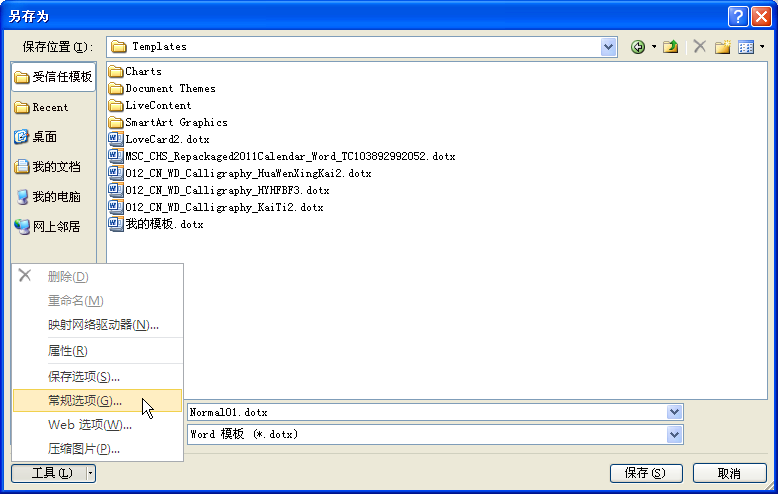 另存为
保存位置(I):
Templates
受信任模板
Recent
桌面
我的文档
我的电脑
网上邻居
Charts
Document Themes
LiveContent
SmartArt Graphics
LoveCard2.dotx
MSC_CHS_Repackaged2011Calendar_Word_TC103892992052.dotx
O12_CN_WD_Calligraphy_HuaWenXingKai2.dotx
O12_CN_WD_Calligraphy_HYHFBF3.dotx
O12_CN_WD_Calligraphy_KaiTi2.dotx
我的模板.dotx
删除(D)
重命名(M)
映射网络驱动器(N)...
属性(R)
保存选项(S)...
常规选项(G)...
Web 选项(W)...
压缩图片(P)...
Normal01.dotx
Word 模板 (*.dotx)
工具(L)
保存(S)
取消